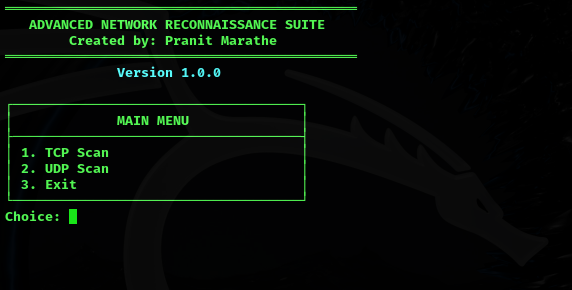 ADVANCED NETWORK RECONNAISSANCE SUITE
Created by: Pranit Marathe
Version 1.0.0
MAIN MENU
1. TCP Scan
2. UDP Scan
3. Exit
Choice: